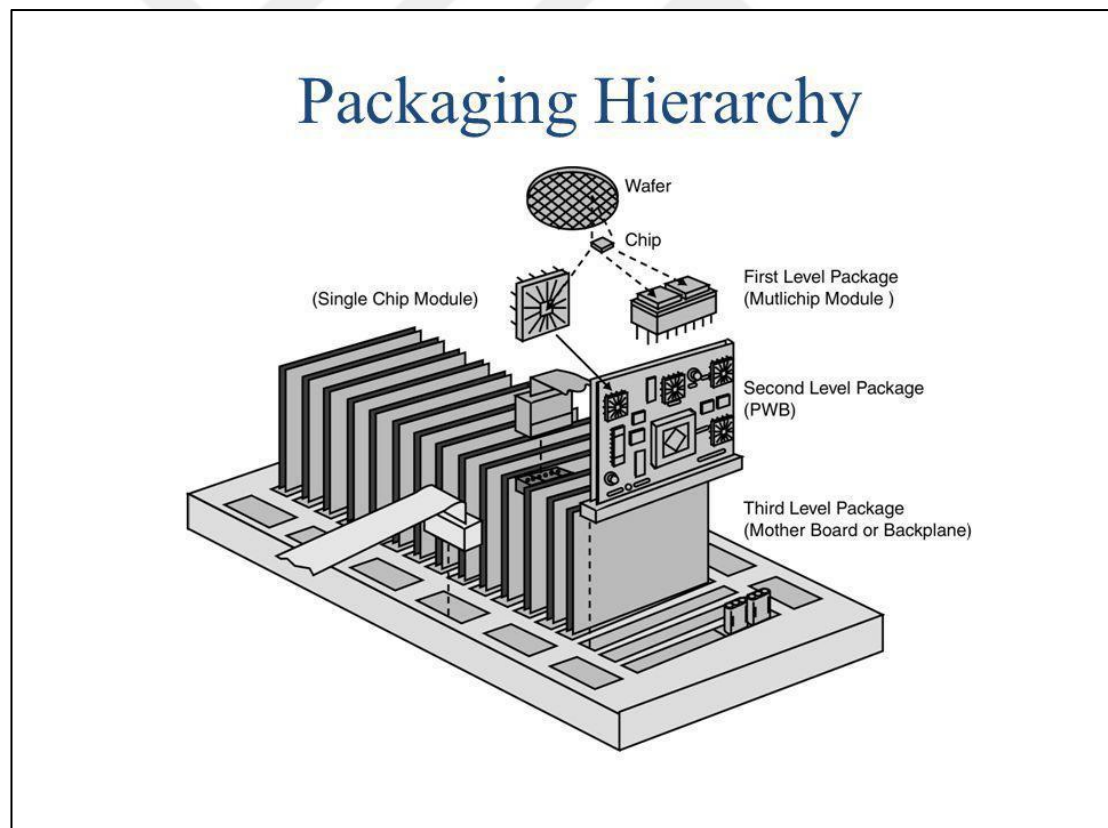 Packaging Hierarchy
Wafer
Chip
(Single Chip Module)
First Level Package
(Mutlichip Module )
Second Level Package
(PWB)
Third Level Package
(Mother Board or Backplane)